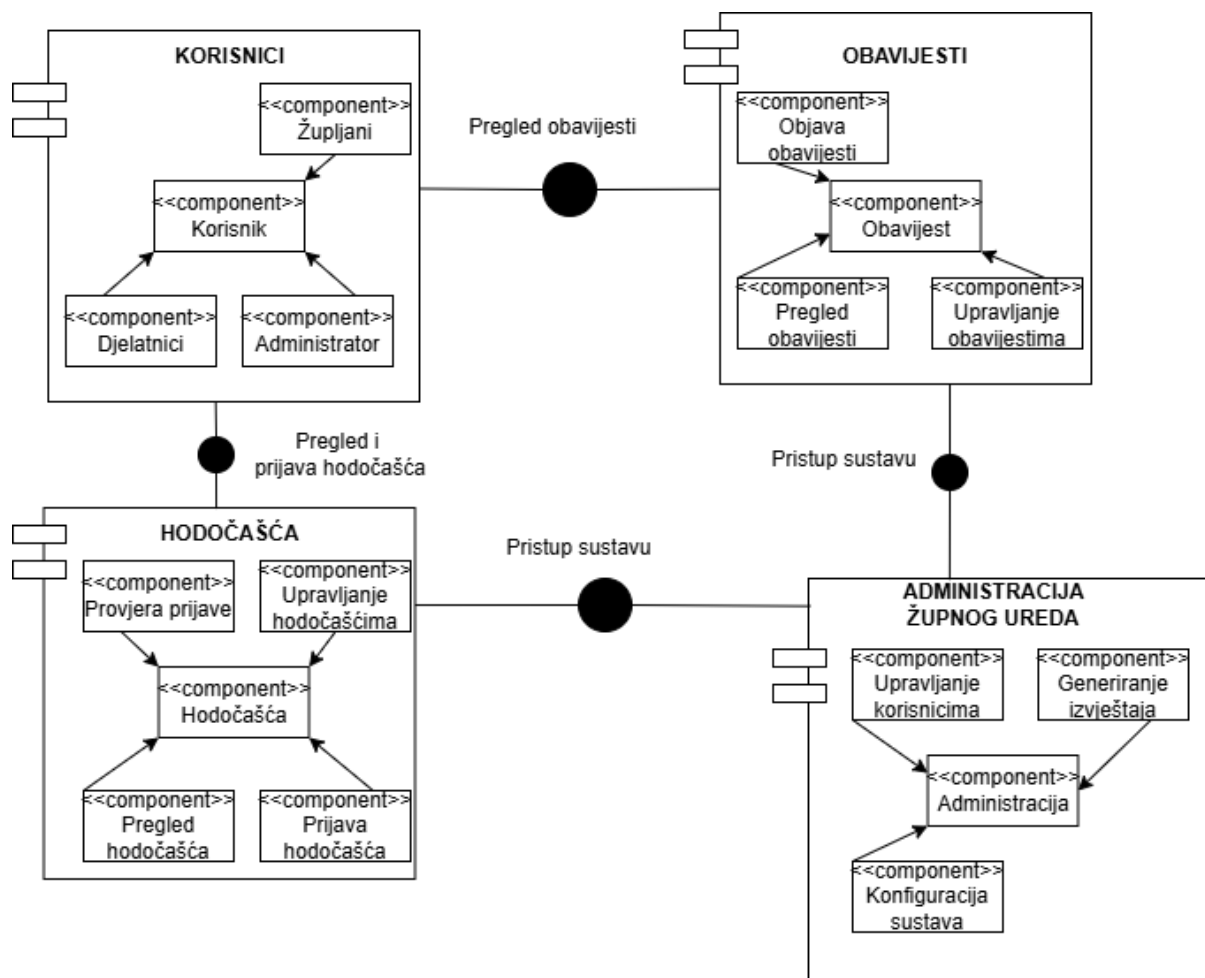 KORISNICI
<<component>>
Župljani
<<component>>
Korisnik
<<component>>
Djelatnici
<<component>>
Administrator
Pregled obavijesti
OBAVIJESTI
<<component>>
Objava
obavijesti
<<component>>
Obavijest
<<component>>
Pregled
obavijesti
<<component>>
Upravljanje
obavijestima
Pregled i
prijava hodočašća
Pristup sustavu
HODOČAŠĆA
<<component>>
Provjera prijave
<<component>>
Upravljanje
hodočašćima
<<component>>
Hodočašća
<<component>>
Pregled
hodočašća
<<component>>
Prijava
hodočašća
Pristup sustavu
ADMINISTRACIJA
ŽUPNOG UREDA
<<component>>
Upravljanje
korisnicima
<<component>>
Generiranje
izvještaja
<<component>>
Administracija
<<component>>
Konfiguracija
sustava